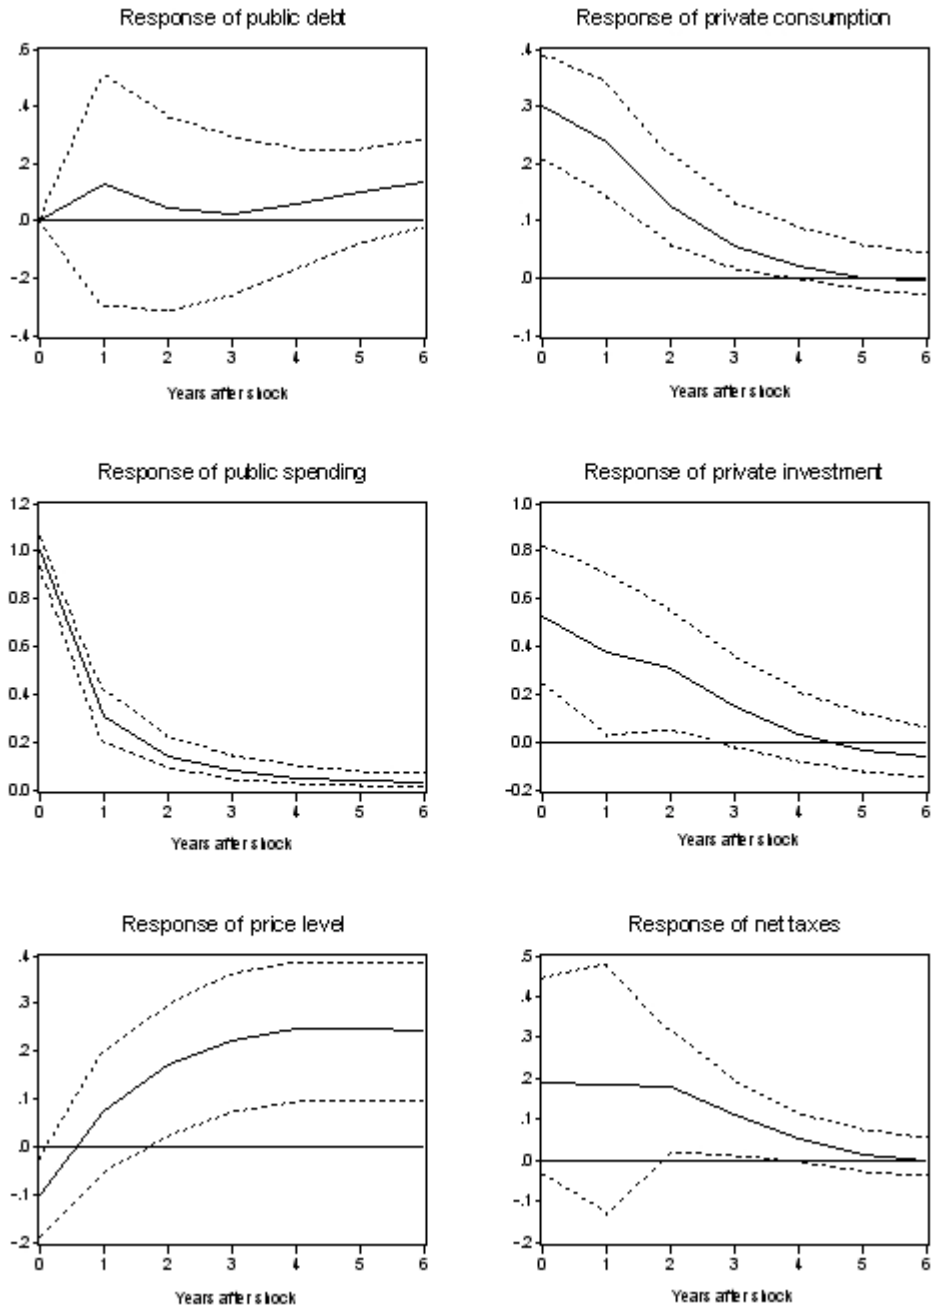 Response of public debt
.6
.4
.2
.0
-.2
-.4
0 1 2 3 4 5 6
Years after shock
Response of private consumption
.4
.3
.2
.1
.0
-.1
0 1 2 3 4 5 6
Years after shock
Response of public spending
1.2
1.0
0.8
0.6
0.4
0.2
0.0
0 1 2 3 4 5 6
Years after shock
Response of private investment
1.0
0.8
0.6
0.4
0.2
0.0
-0.2
0 1 2 3 4 5 6
Years after shock
Response of price level
.4
.3
.2
.1
.0
-.1
-.2
0 1 2 3 4 5 6
Years after shock
Response of net taxes
.5
.4
.3
.2
.1
.0
-.1
-.2
0 1 2 3 4 5 6
Years after shock